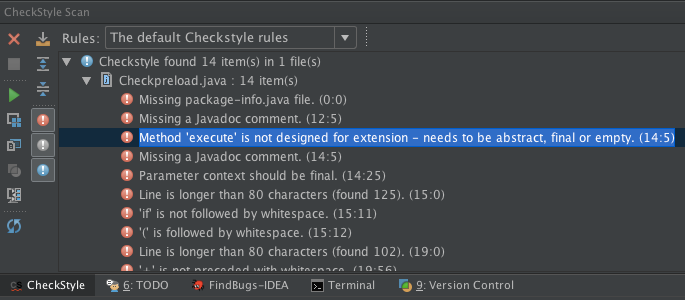 CheckStyle Scan
Rules: The default Checkstyle rules
Checkstyle found 14 item(s) in 1 file(s)
Checkpreload.java : 14 item(s)
Missing package-info.java file. (0:0)
Missing a Javadoc comment. (12:5)
Method 'execute' is not designed for extension - needs to be abstract, final or empty. (14:5)
Missing a Javadoc comment. (14:5)
Parameter context should be final. (14:25)
Line is longer than 80 characters (found 125). (15:0)
'if' is not followed by whitespace. (15:11)
'(' is followed by whitespace. (15:12)
Line is longer than 80 characters (found 102). (19:0)
'+' is not preceded with whitespace. (19:56)
CheckStyle 6: TODO FindBugs-IDEA Terminal 9: Version Control